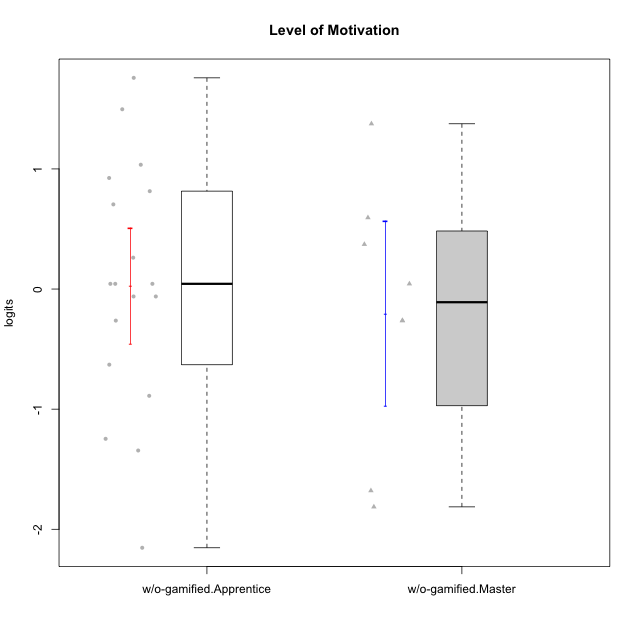 Level of Motivation
logits
1
0
-1
-2
w/o-gamified.Apprentice
w/o-gamified.Master